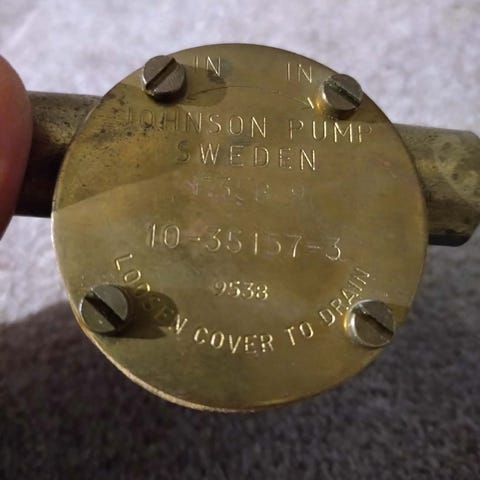 IN IN
JOHNSON PUMP
SWEDEN
10-35157-3
9538
LOOSEN COVER TO DRAIN